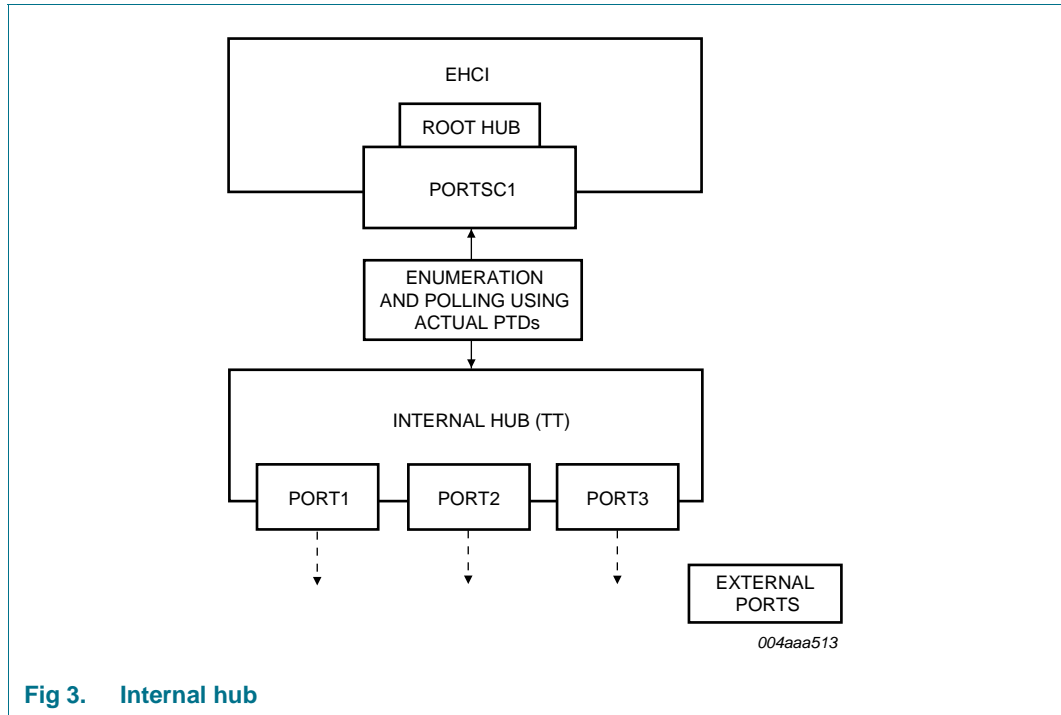 EHCI
ROOT HUB
PORTSC1
ENUMERATION
AND POLLING USING
ACTUAL PTDs
INTERNAL HUB (TT)
PORT1 PORT2 PORT3
EXTERNAL
PORTS
004aaa513
Fig 3. Internal hub